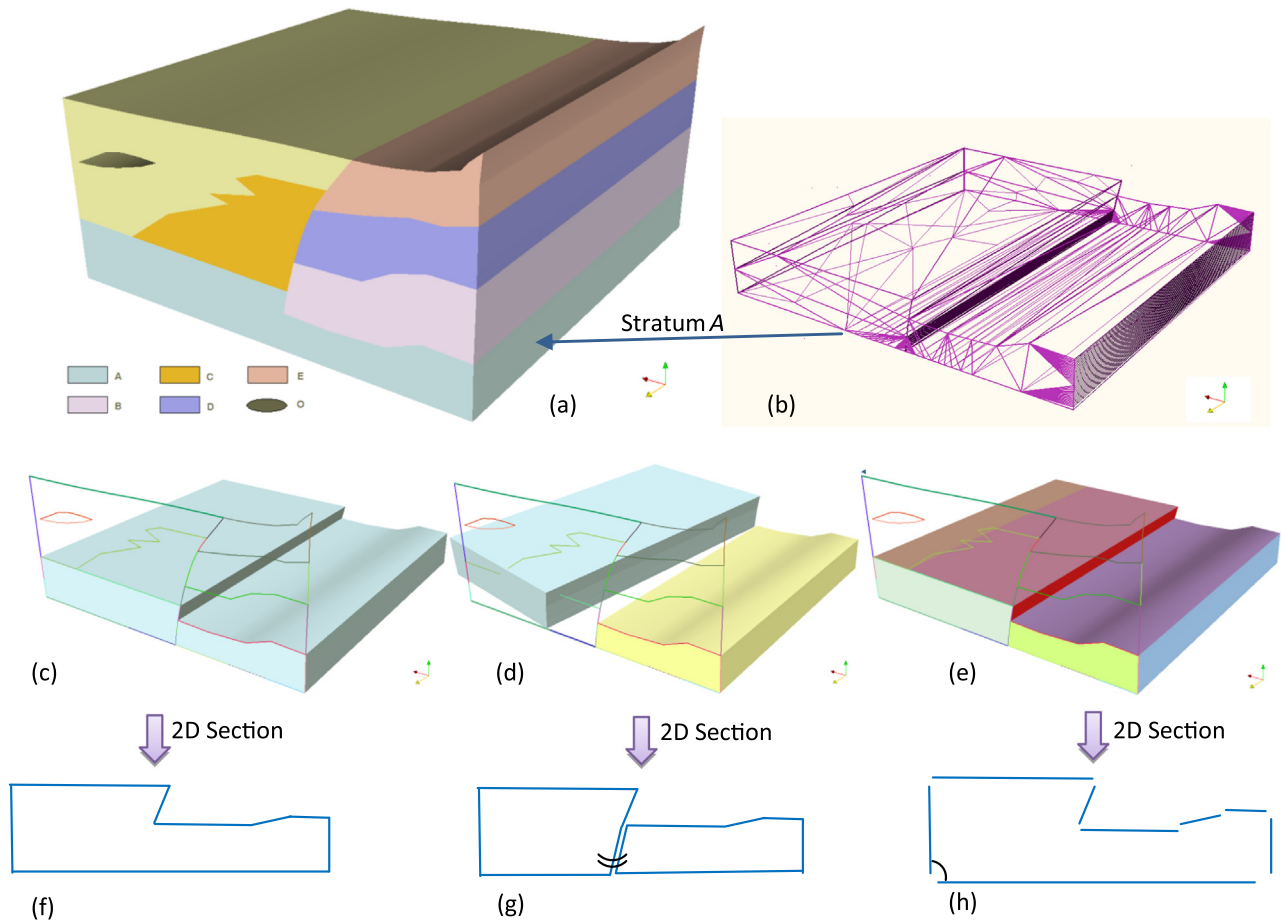 Stratum A
A
C
E
B
D
O
(a)
(b)
(c)
(d)
(e)
2D Section
2D Section
2D Section
(f)
(g)
(h)